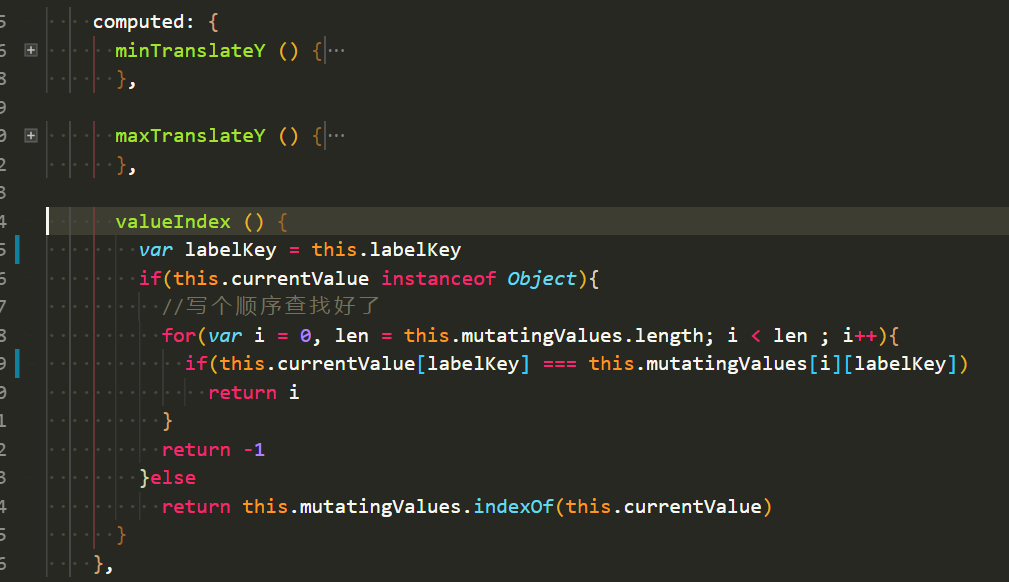 5 computed: {
6 minTranslateY () {···
8 },
9
0 maxTranslateY () {···
2 },
3
4 valueIndex () {
5 var labelKey = this.labelKey
6 if(this.currentValue instanceof Object){
7 //写个顺序查找好了
8 for(var i = 0, len = this.mutatingValues.length; i < len ; i++){
9 if(this.currentValue[labelKey] === this.mutatingValues[i][labelKey])
0 return i
1 }
2 return -1
3 }else
4 return this.mutatingValues.indexOf(this.currentValue)
5 }
6 },